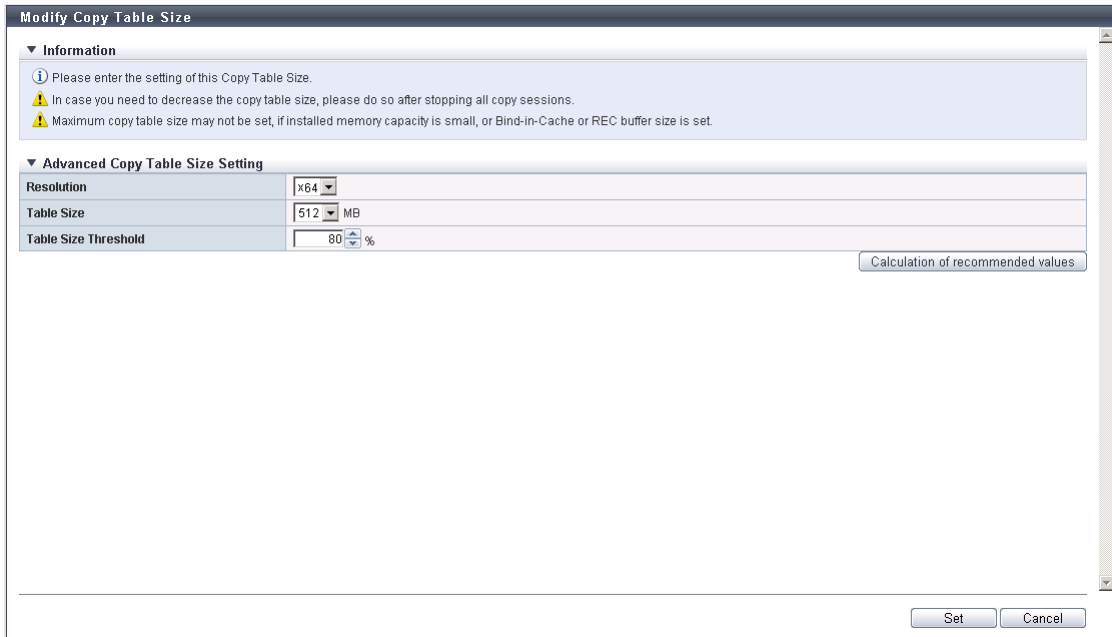 Modify Copy Table Size
Information
Please enter the setting of this Copy Table Size.
In case you need to decrease the copy table size, please do so after stopping all copy sessions.
Maximum copy table size may not be set, if installed memory capacity is small, or Bind-in-Cache or REC buffer size is set.
Advanced Copy Table Size Setting
Resolution x64
Table Size 512 MB
Table Size Threshold 80 %
Calculation of recommended values
Set Cancel